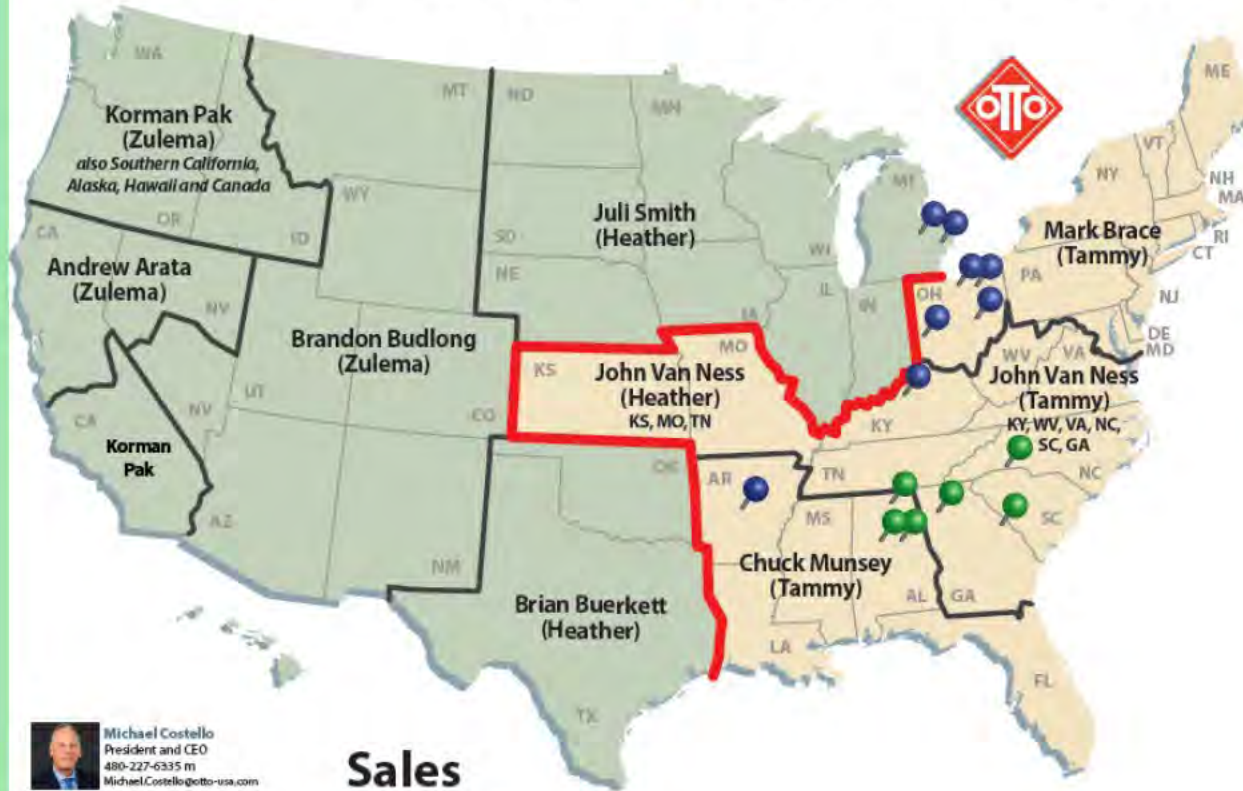 WA
MT
ND
MN
ME
Korman Pak
(Zulema)
also Southern California,
Alaska, Hawaii and Canada
OTTO
VT
NY
NH
MA
MI
OR
ID
WY
SD
Juli Smith
(Heather)
WI
Mark Brace
(Tammy)
RI
CT
CA
Andrew Arata
(Zulema)
NV
NE
IA
IL
IN
OH
PA
NJ
DE
MD
Brandon Budlong
(Zulema)
UT
CO
KS
MO
John Van Ness
(Heather)
KS, MO, TN
WV
VA
John Van Ness
(Tammy)
KY, WV, VA, NC,
SC, GA
KY
CA
NV
Korman
Pak
AZ
NM
OK
AR
TN
NC
MS
SC
Chuck Munsey
(Tammy)
AL
GA
Brian Buerkett
(Heather)
LA
FL
TX
Michael Costello
President and CEO
480-227-6335 m
Michael.Costello@otto-usa.com
Sales